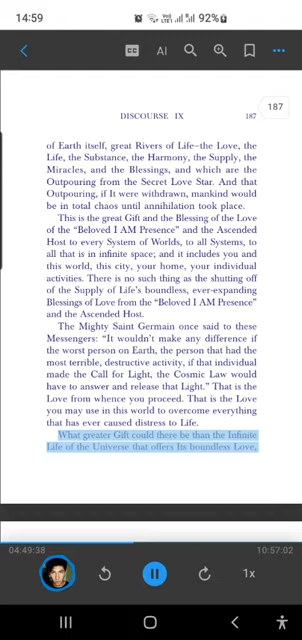 14:59
92%
CC
AI
187
DISCOURSE IX 187
of Earth itself, great Rivers of Life–the Love, the
Life, the Substance, the Harmony, the Supply, the
Miracles, and the Blessings, and which are the
Outpouring from the Secret Love Star. And that
Outpouring, if It were withdrawn, mankind would
be in total chaos until annihilation took place.
This is the great Gift and the Blessing of the Love
of the “Beloved I AM Presence” and the Ascended
Host to every System of Worlds, to all Systems, to
all that is in infinite space; and it includes you and
this world, this city, your home, your individual
activities. There is no such thing as the shutting off
of the Supply of Life’s boundless, ever-expanding
Blessings of Love from the “Beloved I AM Presence”
and the Ascended Host.
The Mighty Saint Germain once said to these
Messengers: “It wouldn’t make any difference if
the worst person on Earth, the person that had the
most terrible, destructive activity, if that individual
made the Call for Light, the Cosmic Law would
have to answer and release that Light.” That is the
Love from whence you proceed. That is the Love
you may use in this world to overcome everything
that has ever caused distress to Life.
What greater Gift could there be than the Infinite
Life of the Universe that offers Its boundless Love,
04:49:38
10:57:02
1x